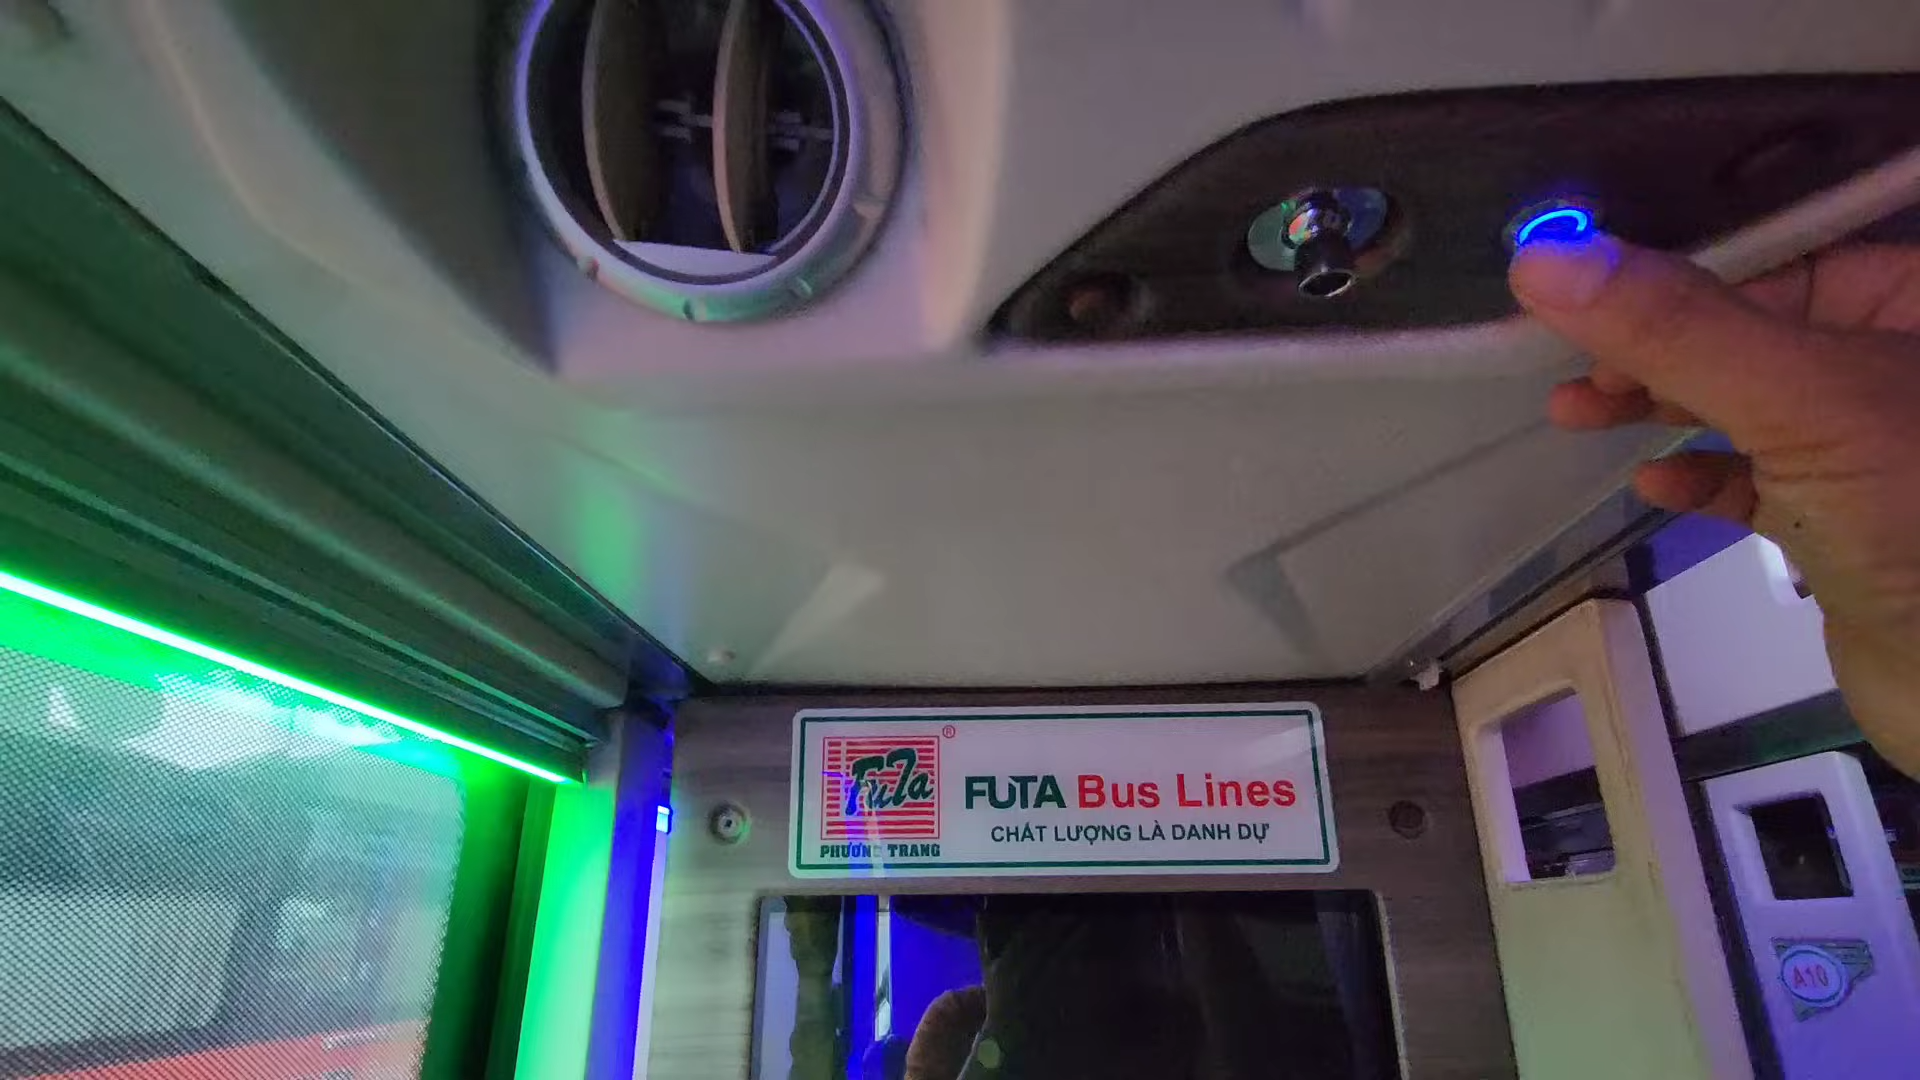 FuTa ®
PHƯƠNG TRANG
FUTA Bus Lines
CHẤT LƯỢNG LÀ DANH DỰ
A10